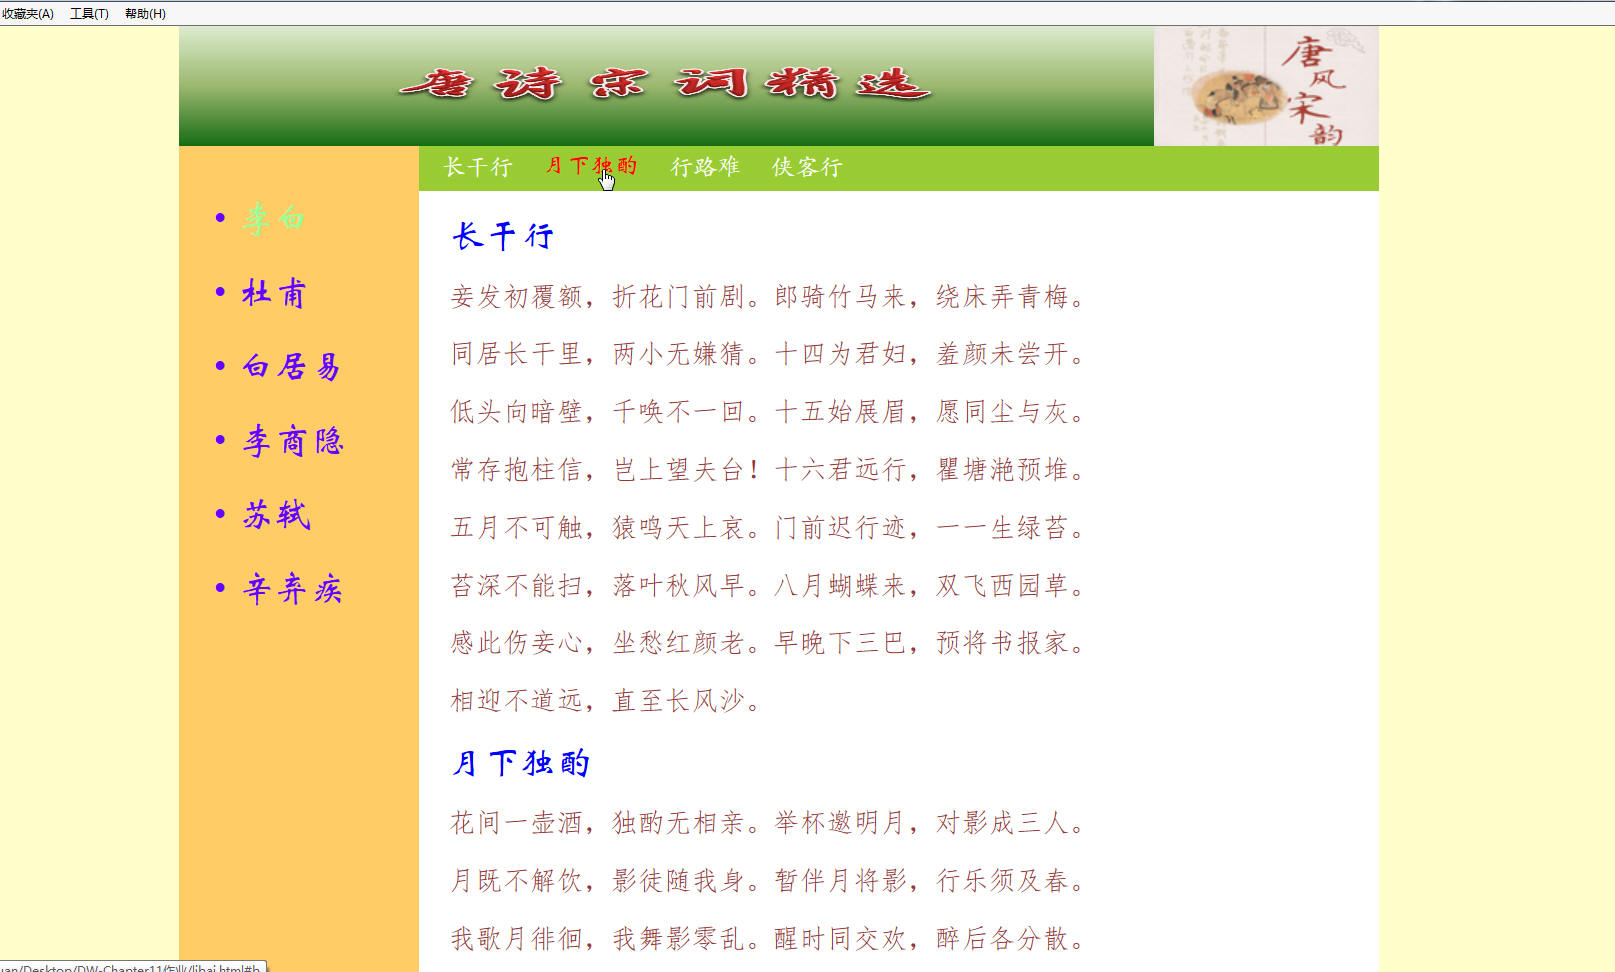 收藏夹(A) 工具(T) 帮助(H)
唐诗宋词精选
唐风宋韵
长干行 月下独酌 行路难 侠客行
• 李白
• 杜甫
• 白居易
• 李商隐
• 苏轼
• 辛弃疾
长干行
妾发初覆额，折花门前剧。郎骑竹马来，绕床弄青梅。
同居长干里，两小无嫌猜。十四为君妇，羞颜未尝开。
低头向暗壁，千唤不一回。十五始展眉，愿同尘与灰。
常存抱柱信，岂上望夫台！十六君远行，瞿塘滟预堆。
五月不可触，猿鸣天上哀。门前迟行迹，一一生绿苔。
苔深不能扫，落叶秋风早。八月蝴蝶来，双飞西园草。
感此伤妾心，坐愁红颜老。早晚下三巴，预将书报家。
相迎不道远，直至长风沙。
月下独酌
花间一壶酒，独酌无相亲。举杯邀明月，对影成三人。
月既不解饮，影徒随我身。暂伴月将影，行乐须及春。
我歌月徘徊，我舞影零乱。醒时同交欢，醉后各分散。
uan/Desktop/DW-Chapter11作业/libai.html#b